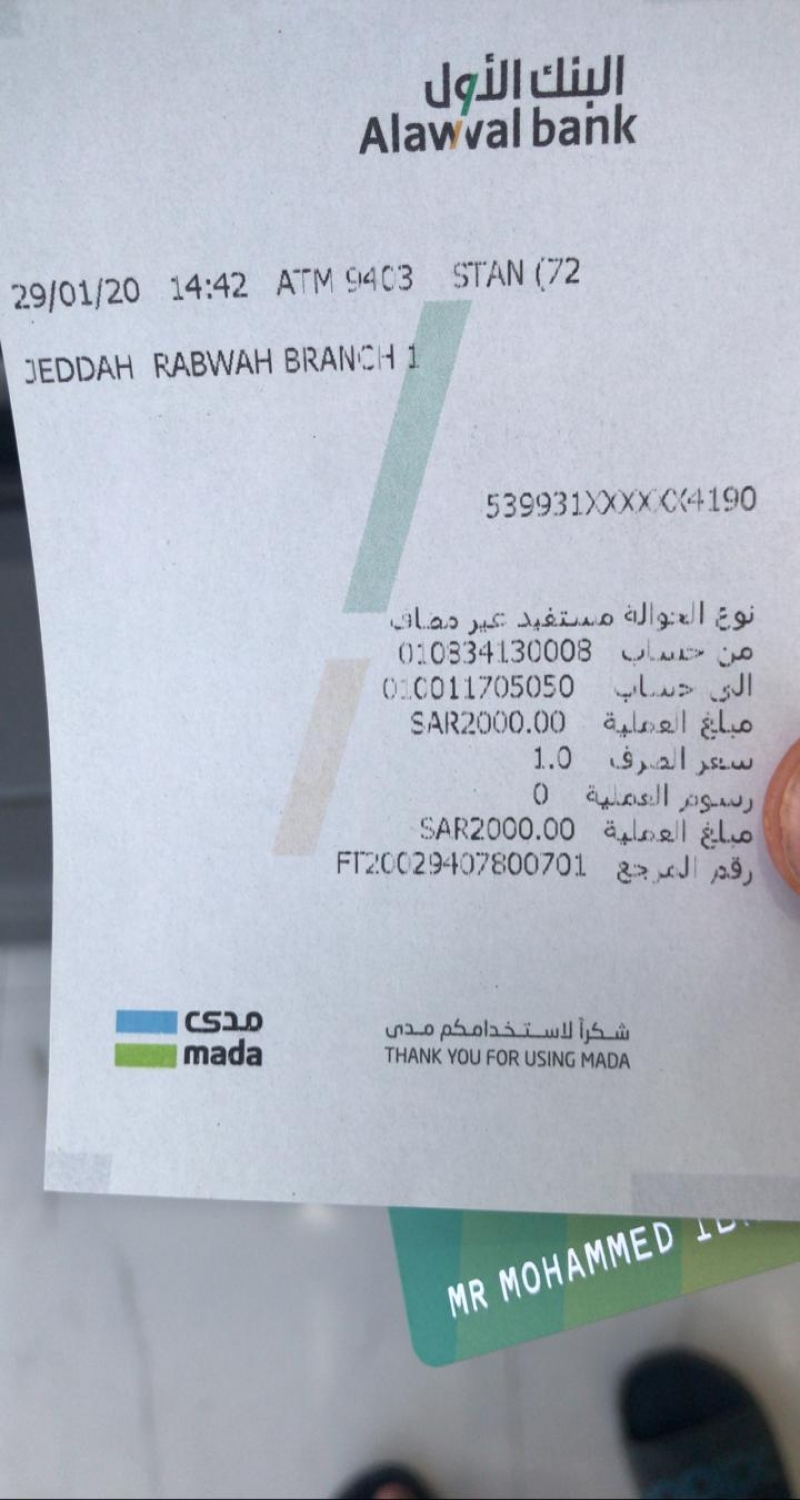 البنك الأول
Alawwal bank
29/01/20 14:42 ATM 9403 STAN (72
JEDDAH RABWAH BRANCH 1
539931XXXXXX4190
نوع الحوالة مستفيد غير مضاف
من حساب 010834130008
الى حساب 010011705050
مبلغ العملية SAR2000.00
سعر الصرف 1.0
رسوم العملية 0
مبلغ العملية SAR2000.00
رقم المرجع FT20029407800701
مدى
mada
شكراً لاستخدامكم مدى
THANK YOU FOR USING MADA
MR MOHAMMED